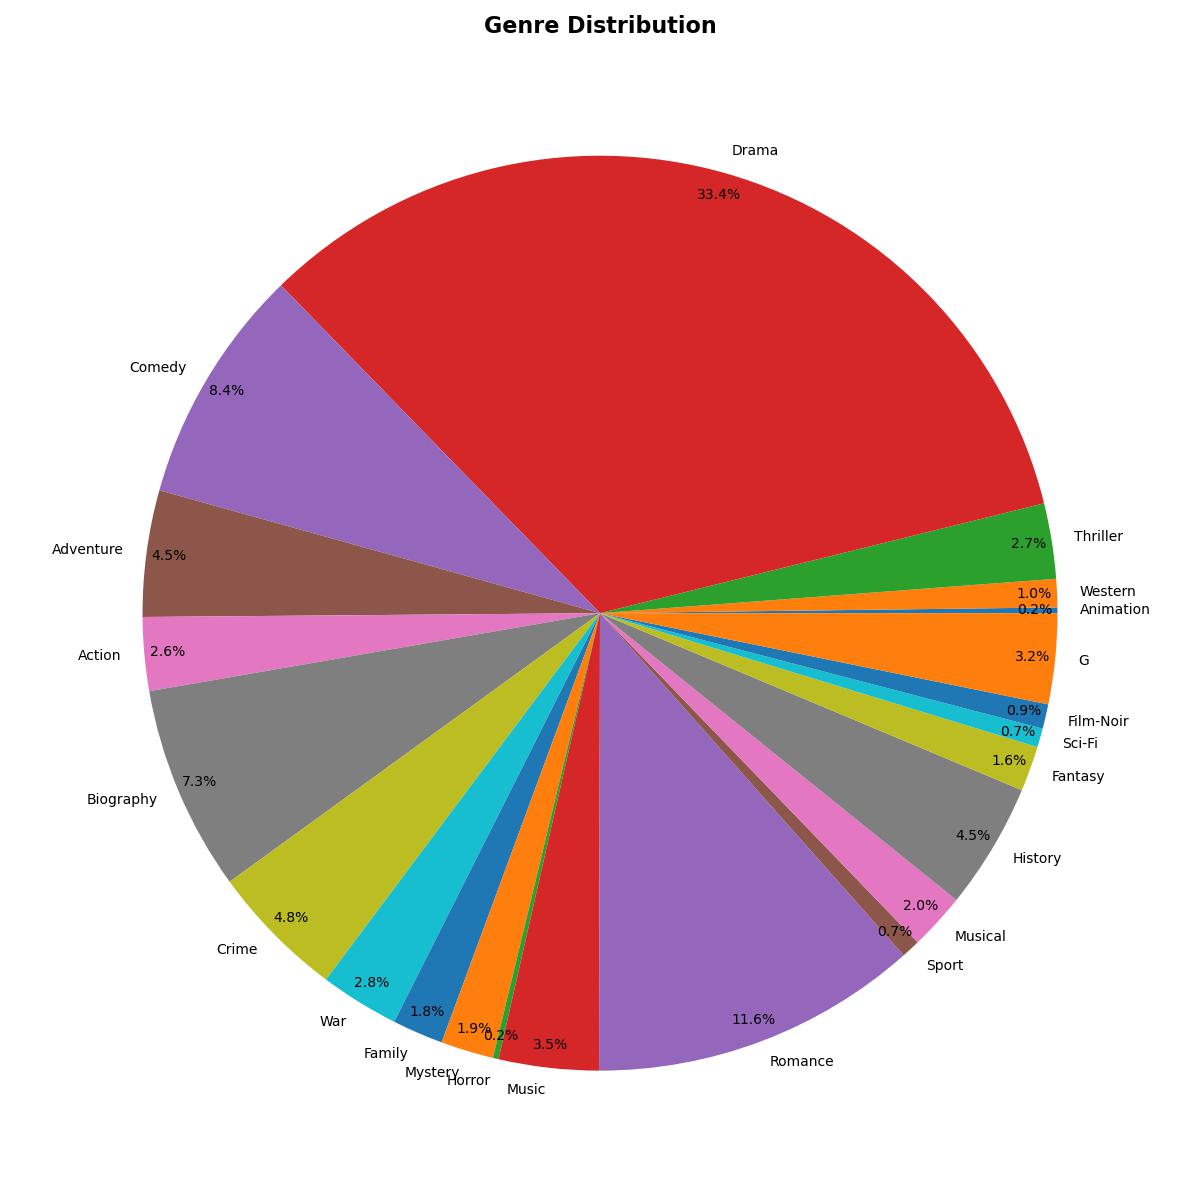 Genre Distribution
Drama
33.4%
Comedy
8.4%
Adventure
4.5%
Action
2.6%
Biography
7.3%
Crime
4.8%
War
2.8%
Family
1.8%
Mystery
1.9%
Horror
0.2%
Music
3.5%
Romance
11.6%
Sport
0.7%
Musical
2.0%
History
4.5%
Fantasy
1.6%
Sci-Fi
0.7%
Film-Noir
0.9%
G
3.2%
Animation
0.2%
Western
1.0%
Thriller
2.7%